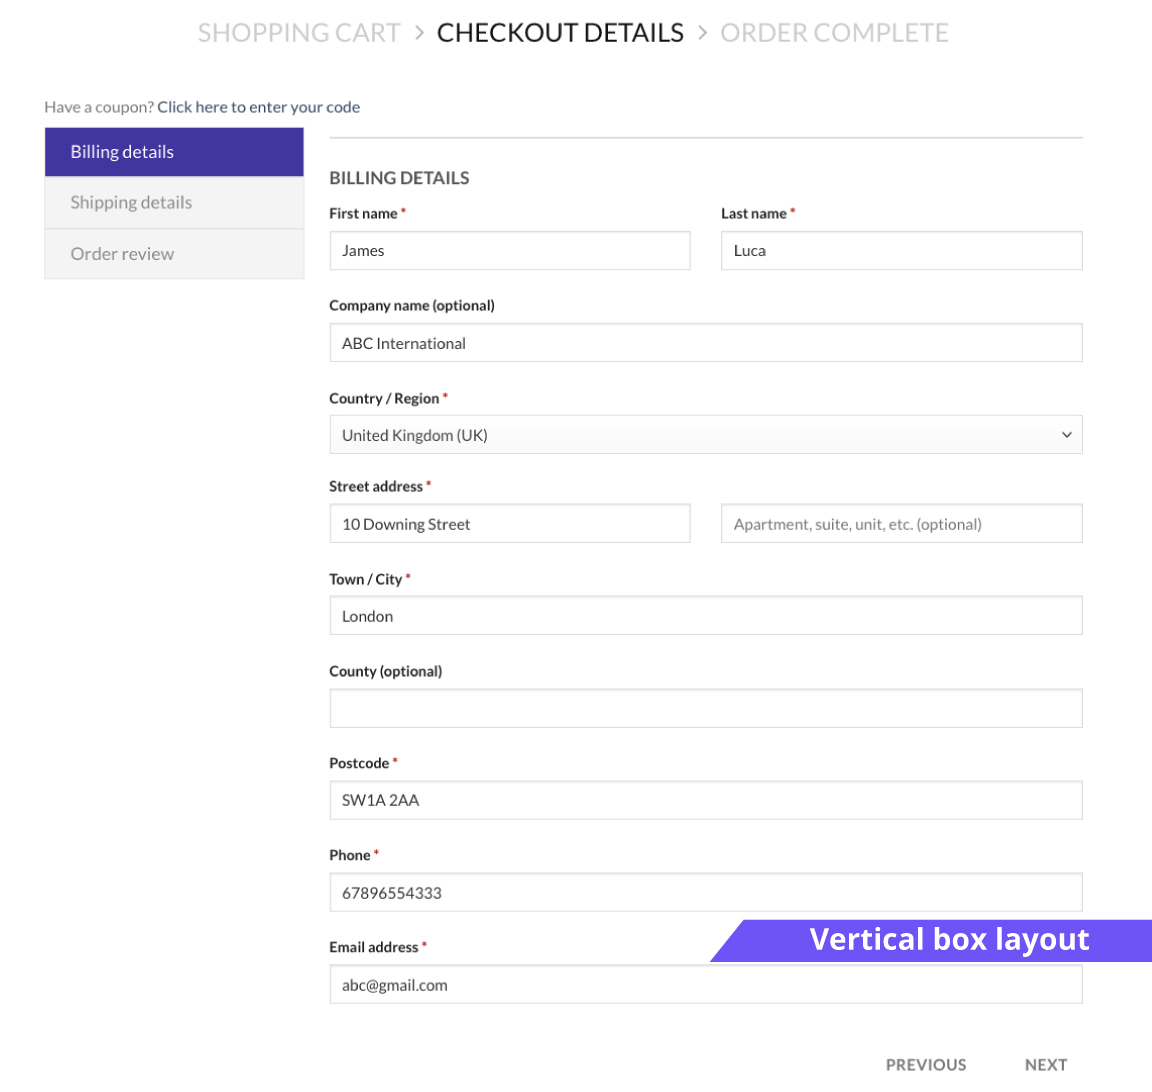 SHOPPING CART > CHECKOUT DETAILS > ORDER COMPLETE
Have a coupon? Click here to enter your code
Billing details
Shipping details
Order review
BILLING DETAILS
First name * Last name *
James Luca
Company name (optional)
ABC International
Country / Region *
United Kingdom (UK)
Street address *
10 Downing Street Apartment, suite, unit, etc. (optional)
Town / City *
London
County (optional)
Postcode *
SW1A 2AA
Phone *
67896554333
Vertical box layout
Email address *
abc@gmail.com
PREVIOUS NEXT